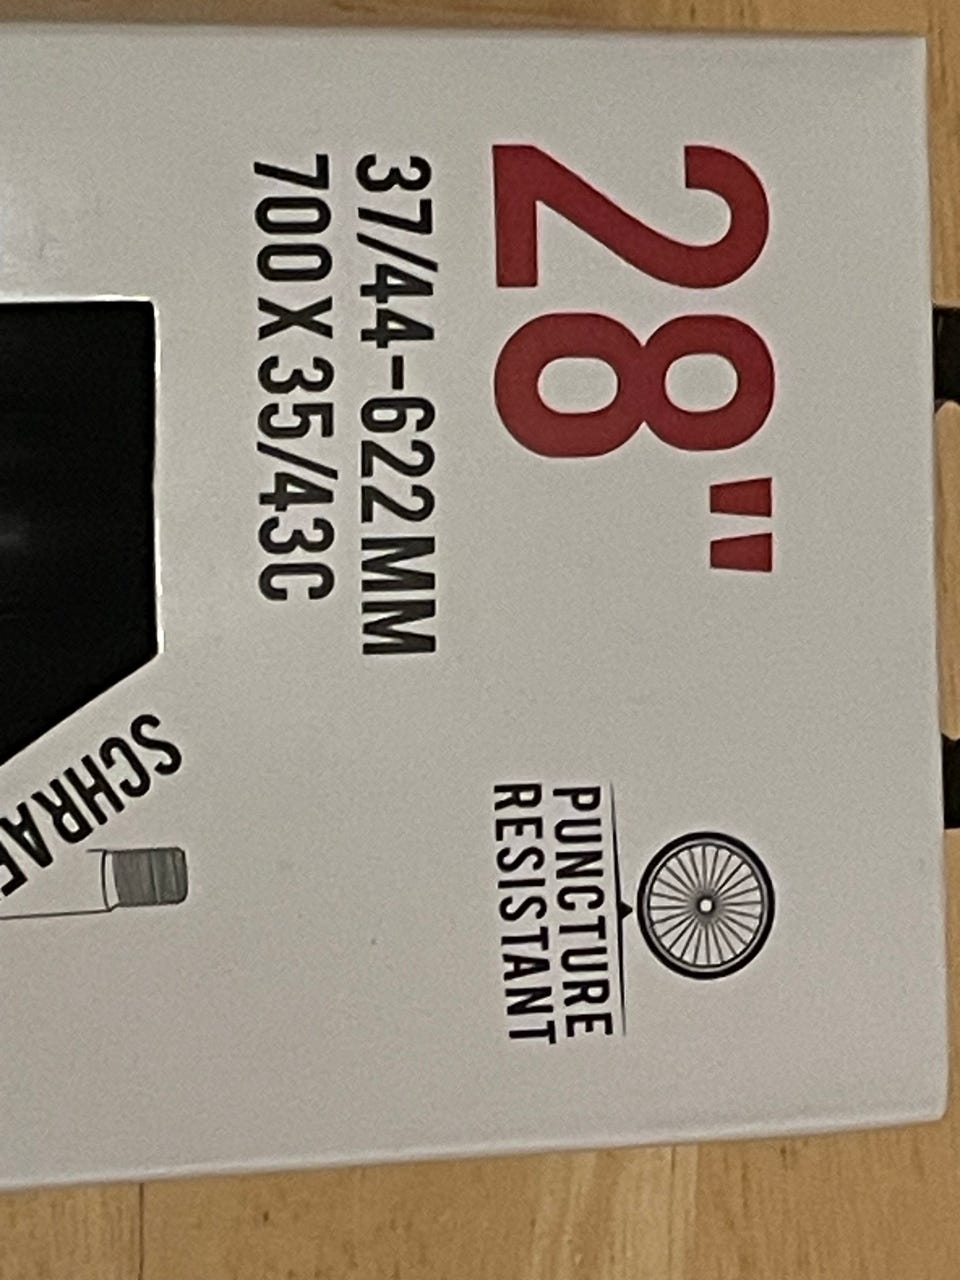 28"
37/44-622MM
700X35/43C
PUNCTURE
RESISTANT